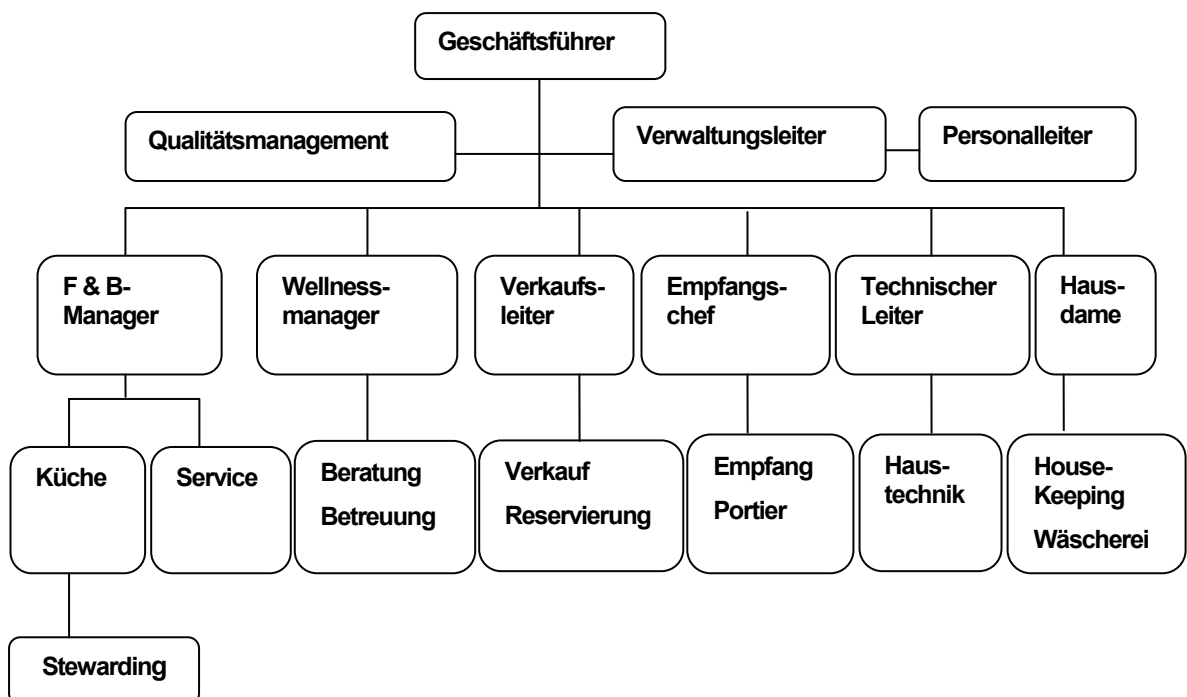 Geschäftsführer
Qualitätsmanagement
Verwaltungsleiter
Personalleiter
F & B-
Manager
Wellness-
manager
Verkaufs-
leiter
Empfangs-
chef
Technischer
Leiter
Haus-
dame
Küche
Service
Beratung
Betreuung
Verkauf
Reservierung
Empfang
Portier
Haus-
technik
House-
Keeping
Wäscherei
Stewarding